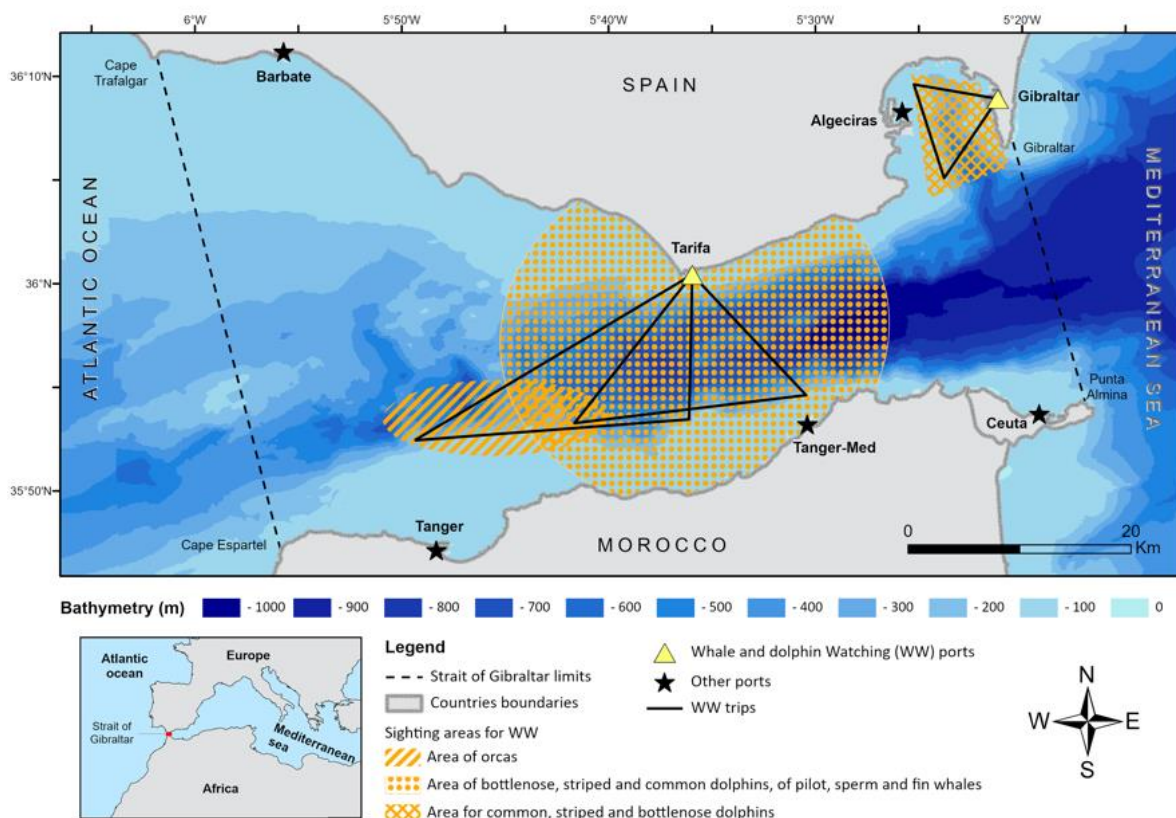 6°W
5°50'W
5°40'W
5°30'W
5°20'W
36°10'N
36°N
35°50'N
Cape
Trafalgar
Barbate
SPAIN
Algeciras
Gibraltar
Gibraltar
ATLANTIC OCEAN
MEDITERRANEAN SEA
Tarifa
Punta
Almina
Ceuta
Tanger-Med
Tanger
Cape Espartel
MOROCCO
0
20
Km
Bathymetry (m)
- 1000
- 900
- 800
- 700
- 600
- 500
- 400
- 300
- 200
- 100
0
Atlantic
ocean
Europe
Strait of
Gibraltar
Mediterranean
sea
Africa
Legend
Strait of Gibraltar limits
Countries boundaries
Sighting areas for WW
Area of orcas
Area of bottlenose, striped and common dolphins, of pilot, sperm and fin whales
Area for common, striped and bottlenose dolphins
Whale and dolphin Watching (WW) ports
Other ports
WW trips
N
W
E
S